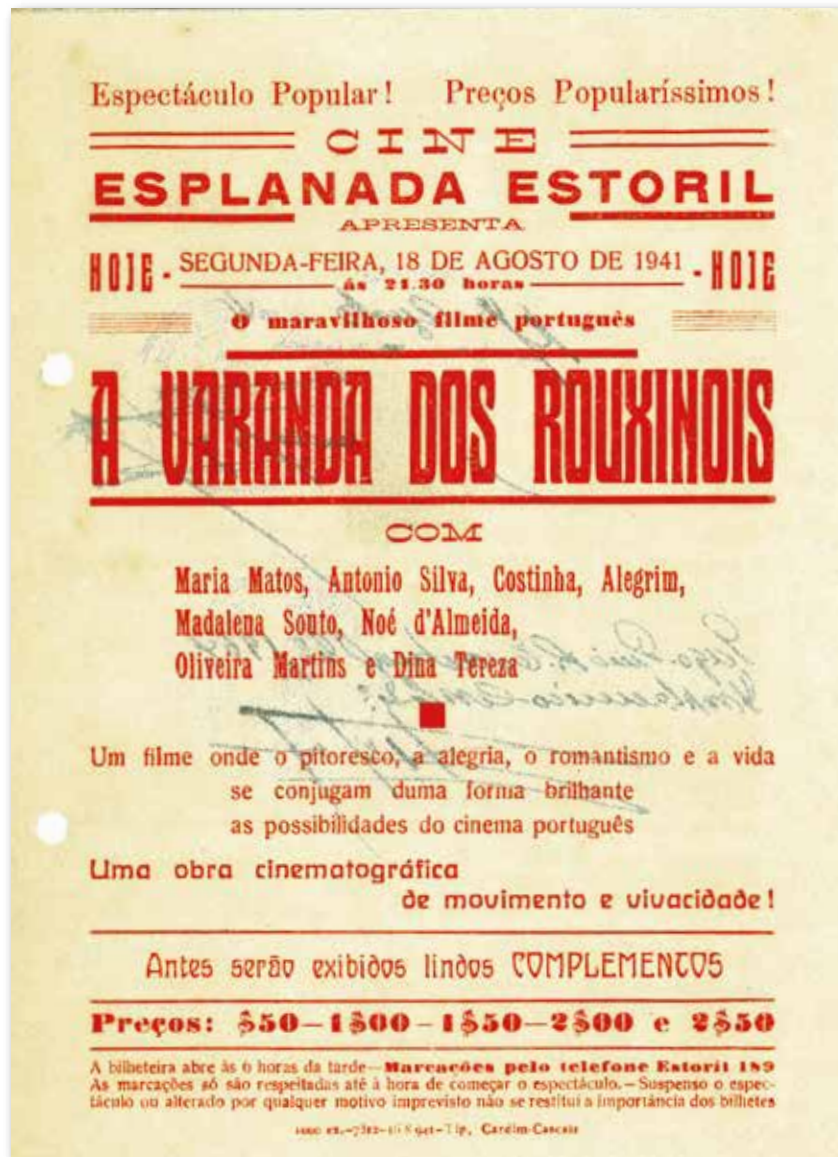 Espectáculo Popular! Preços Popularíssimos!
CINE
ESPLANADA ESTORIL
APRESENTA
HOJE - SEGUNDA-FEIRA, 18 DE AGOSTO DE 1941 - HOJE
ás 21.30 horas
O maravilhoso filme português
A VARANDA DOS ROUXINOIS
COM
Maria Matos, Antonio Silva, Costinha, Alegrim,
Madalena Souto, Noé d'Almeida,
Oliveira Martins e Dina Tereza
Um filme onde o pitoresco, a alegria, o romantismo e a vida
se conjugam duma forma brilhante
as possibilidades do cinema português
Uma obra cinematográfica
de movimento e vivacidade!
Antes serão exibidos lindos COMPLEMENTOS
Preços: $50—1$00—1$50—2$00 e 2$50
A bilheteira abre às 6 horas da tarde—Marcações pelo telefone Estoril 189
As marcações só são respeitadas até à hora de começar o espectáculo.—Suspenso o espec-
táculo ou alterado por qualquer motivo imprevisto não se restitui a importância dos bilhetes
Tip. Cardim-Cascais